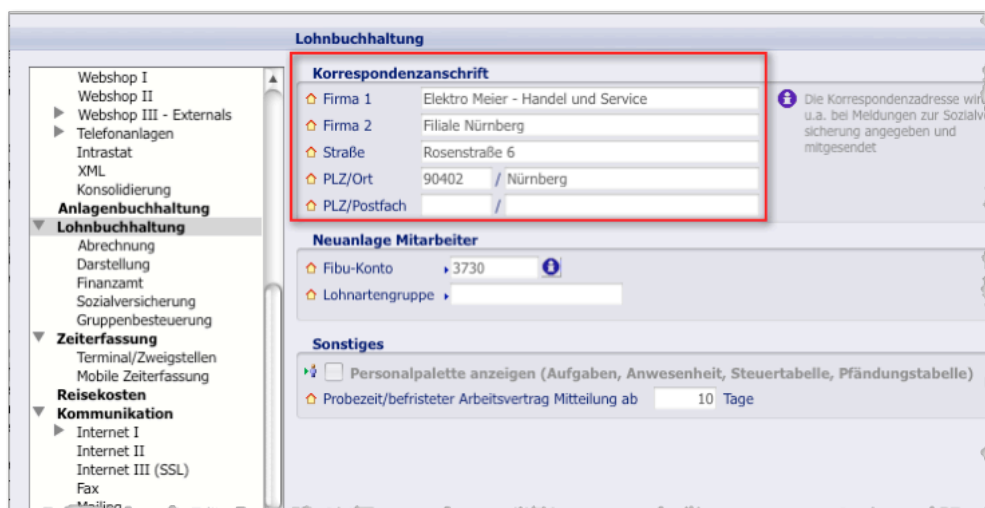 Lohnbuchhaltung
Webshop I
Webshop II
Webshop III - Externals
Telefonanlagen
Intrastat
XML
Konsolidierung
Anlagenbuchhaltung
Lohnbuchhaltung
Abrechnung
Darstellung
Finanzamt
Sozialversicherung
Gruppenbesteuerung
Zeiterfassung
Terminal/Zweigstellen
Mobile Zeiterfassung
Reisekosten
Kommunikation
Internet I
Internet II
Internet III (SSL)
Fax
Mailing
Korrespondenzanschrift
Firma 1 Elektro Meier - Handel und Service
Firma 2 Filiale Nürnberg
Straße Rosenstraße 6
PLZ/Ort 90402 / Nürnberg
PLZ/Postfach /
Die Korrespondenzadresse wird
u.a. bei Meldungen zur Sozialv
sicherung angegeben und
mitgesendet
Neuanlage Mitarbeiter
Fibu-Konto 3730
Lohnartengruppe
Sonstiges
Personalpalette anzeigen (Aufgaben, Anwesenheit, Steuertabelle, Pfändungstabelle)
Probezeit/befristeter Arbeitsvertrag Mitteilung ab 10 Tage